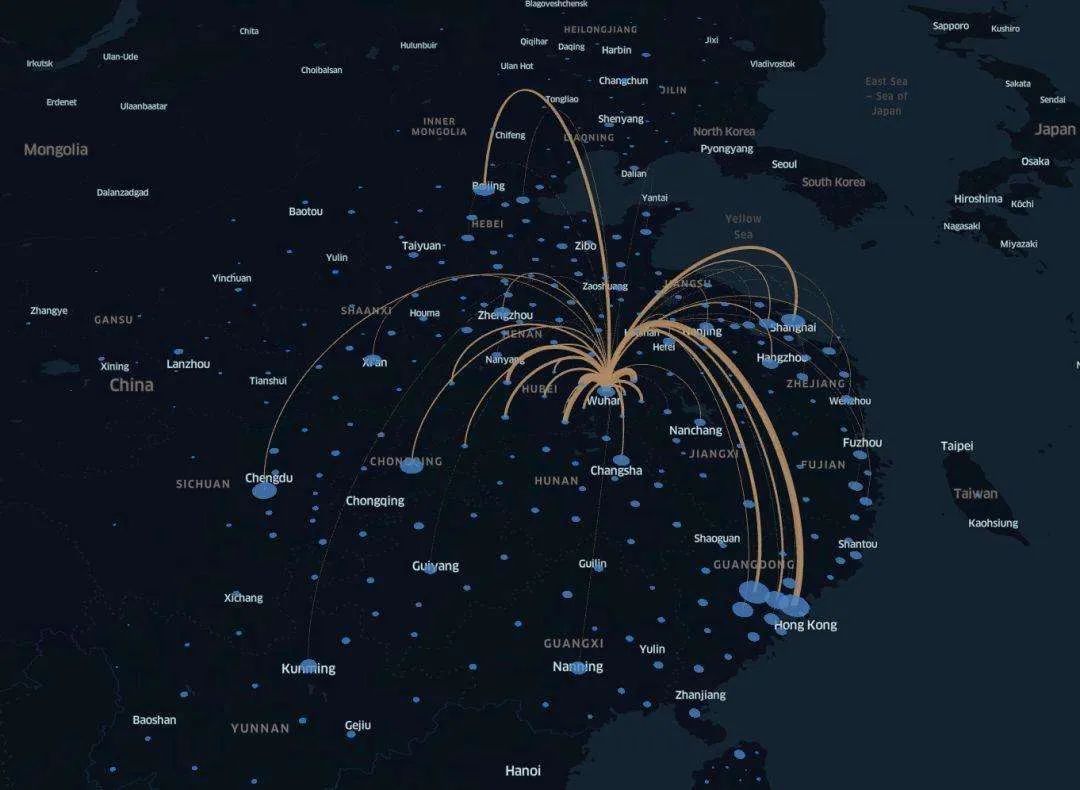 Blagoveshchensk
Sapporo
Kushiro
Chita
HEILONGJIANG
Qiqihar
Daqing
Harbin
Jixi
Hulunbuir
Ulan-Ude
Irkutsk
Choibalsan
Ulan Hot
Vladivostok
Changchun
JILIN
East Sea
– Sea of
Japan
Sakata
Sendai
Erdenet
Ulaanbaatar
Tongliao
Shenyang
INNER
MONGOLIA
Chifeng
LIAONING
North Korea
Pyongyang
Japan
Mongolia
Seoul
Osaka
Dalian
South Korea
Beijing
Dalanzadgad
Yantai
Hiroshima
Kōchi
Baotou
HEBEI
Yellow
Sea
Nagasaki
Miyazaki
Taiyuan
Zibo
Yulin
Yinchuan
Zaozhuang
JIANGSU
Zhangye
GANSU
SHAANXI
Houma
Zhengzhou
Shanghai
HENAN
Huainan
Nanjing
Hefei
Xining
Lanzhou
Xi'an
Nanyang
Hangzhou
China
Tianshui
HUBEI
ZHEJIANG
Wuhan
Wenzhou
Nanchang
Fuzhou
Taipei
JIANGXI
CHONGQING
FUJIAN
Changsha
SICHUAN
Chengdu
HUNAN
Taiwan
Chongqing
Kaohsiung
Shaoguan
Shantou
Guiyang
Guilin
GUANGDONG
Xichang
Hong Kong
GUANGXI
Yulin
Kunming
Nanning
Zhanjiang
Baoshan
YUNNAN
Gejiu
Hanoi